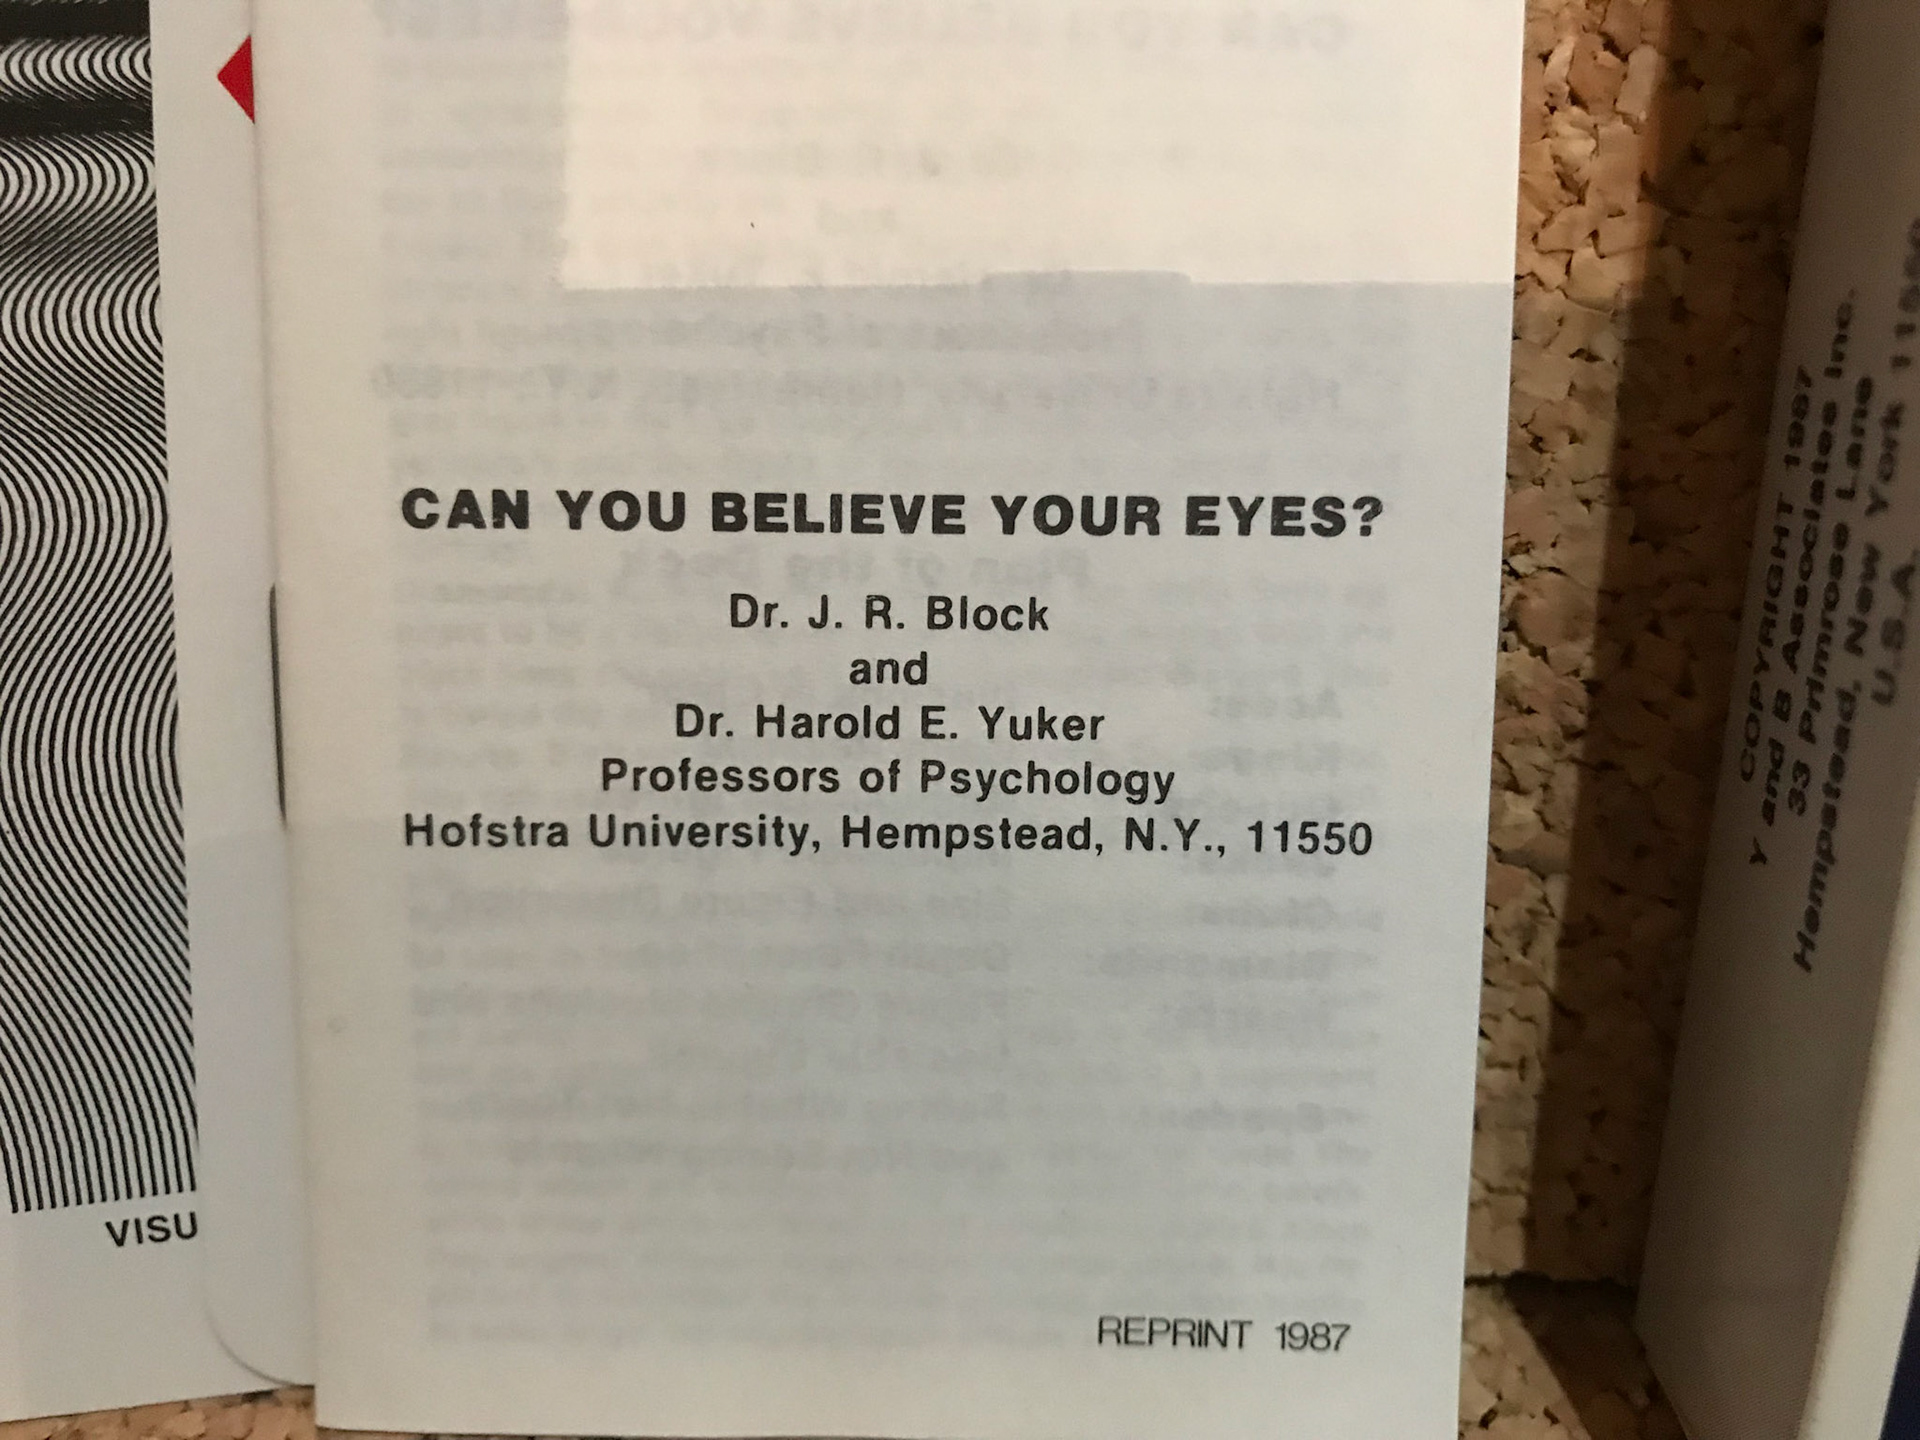 CAN YOU BELIEVE YOUR EYES?
Dr. J. R. Block
and
Dr. Harold E. Yuker
Professors of Psychology
Hofstra University, Hempstead, N.Y., 11550
REPRINT 1987
VISU
COPYRIGHT 1987
Y and B Associates Inc.
33 Primrose Lane
Hempstead, New York 11550
U.S.A.